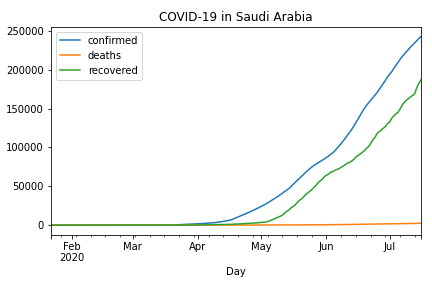 COVID-19 in Saudi Arabia
250000
200000
150000
100000
50000
0
confirmed
deaths
recovered
Feb Mar Apr May Jun Jul
2020
Day